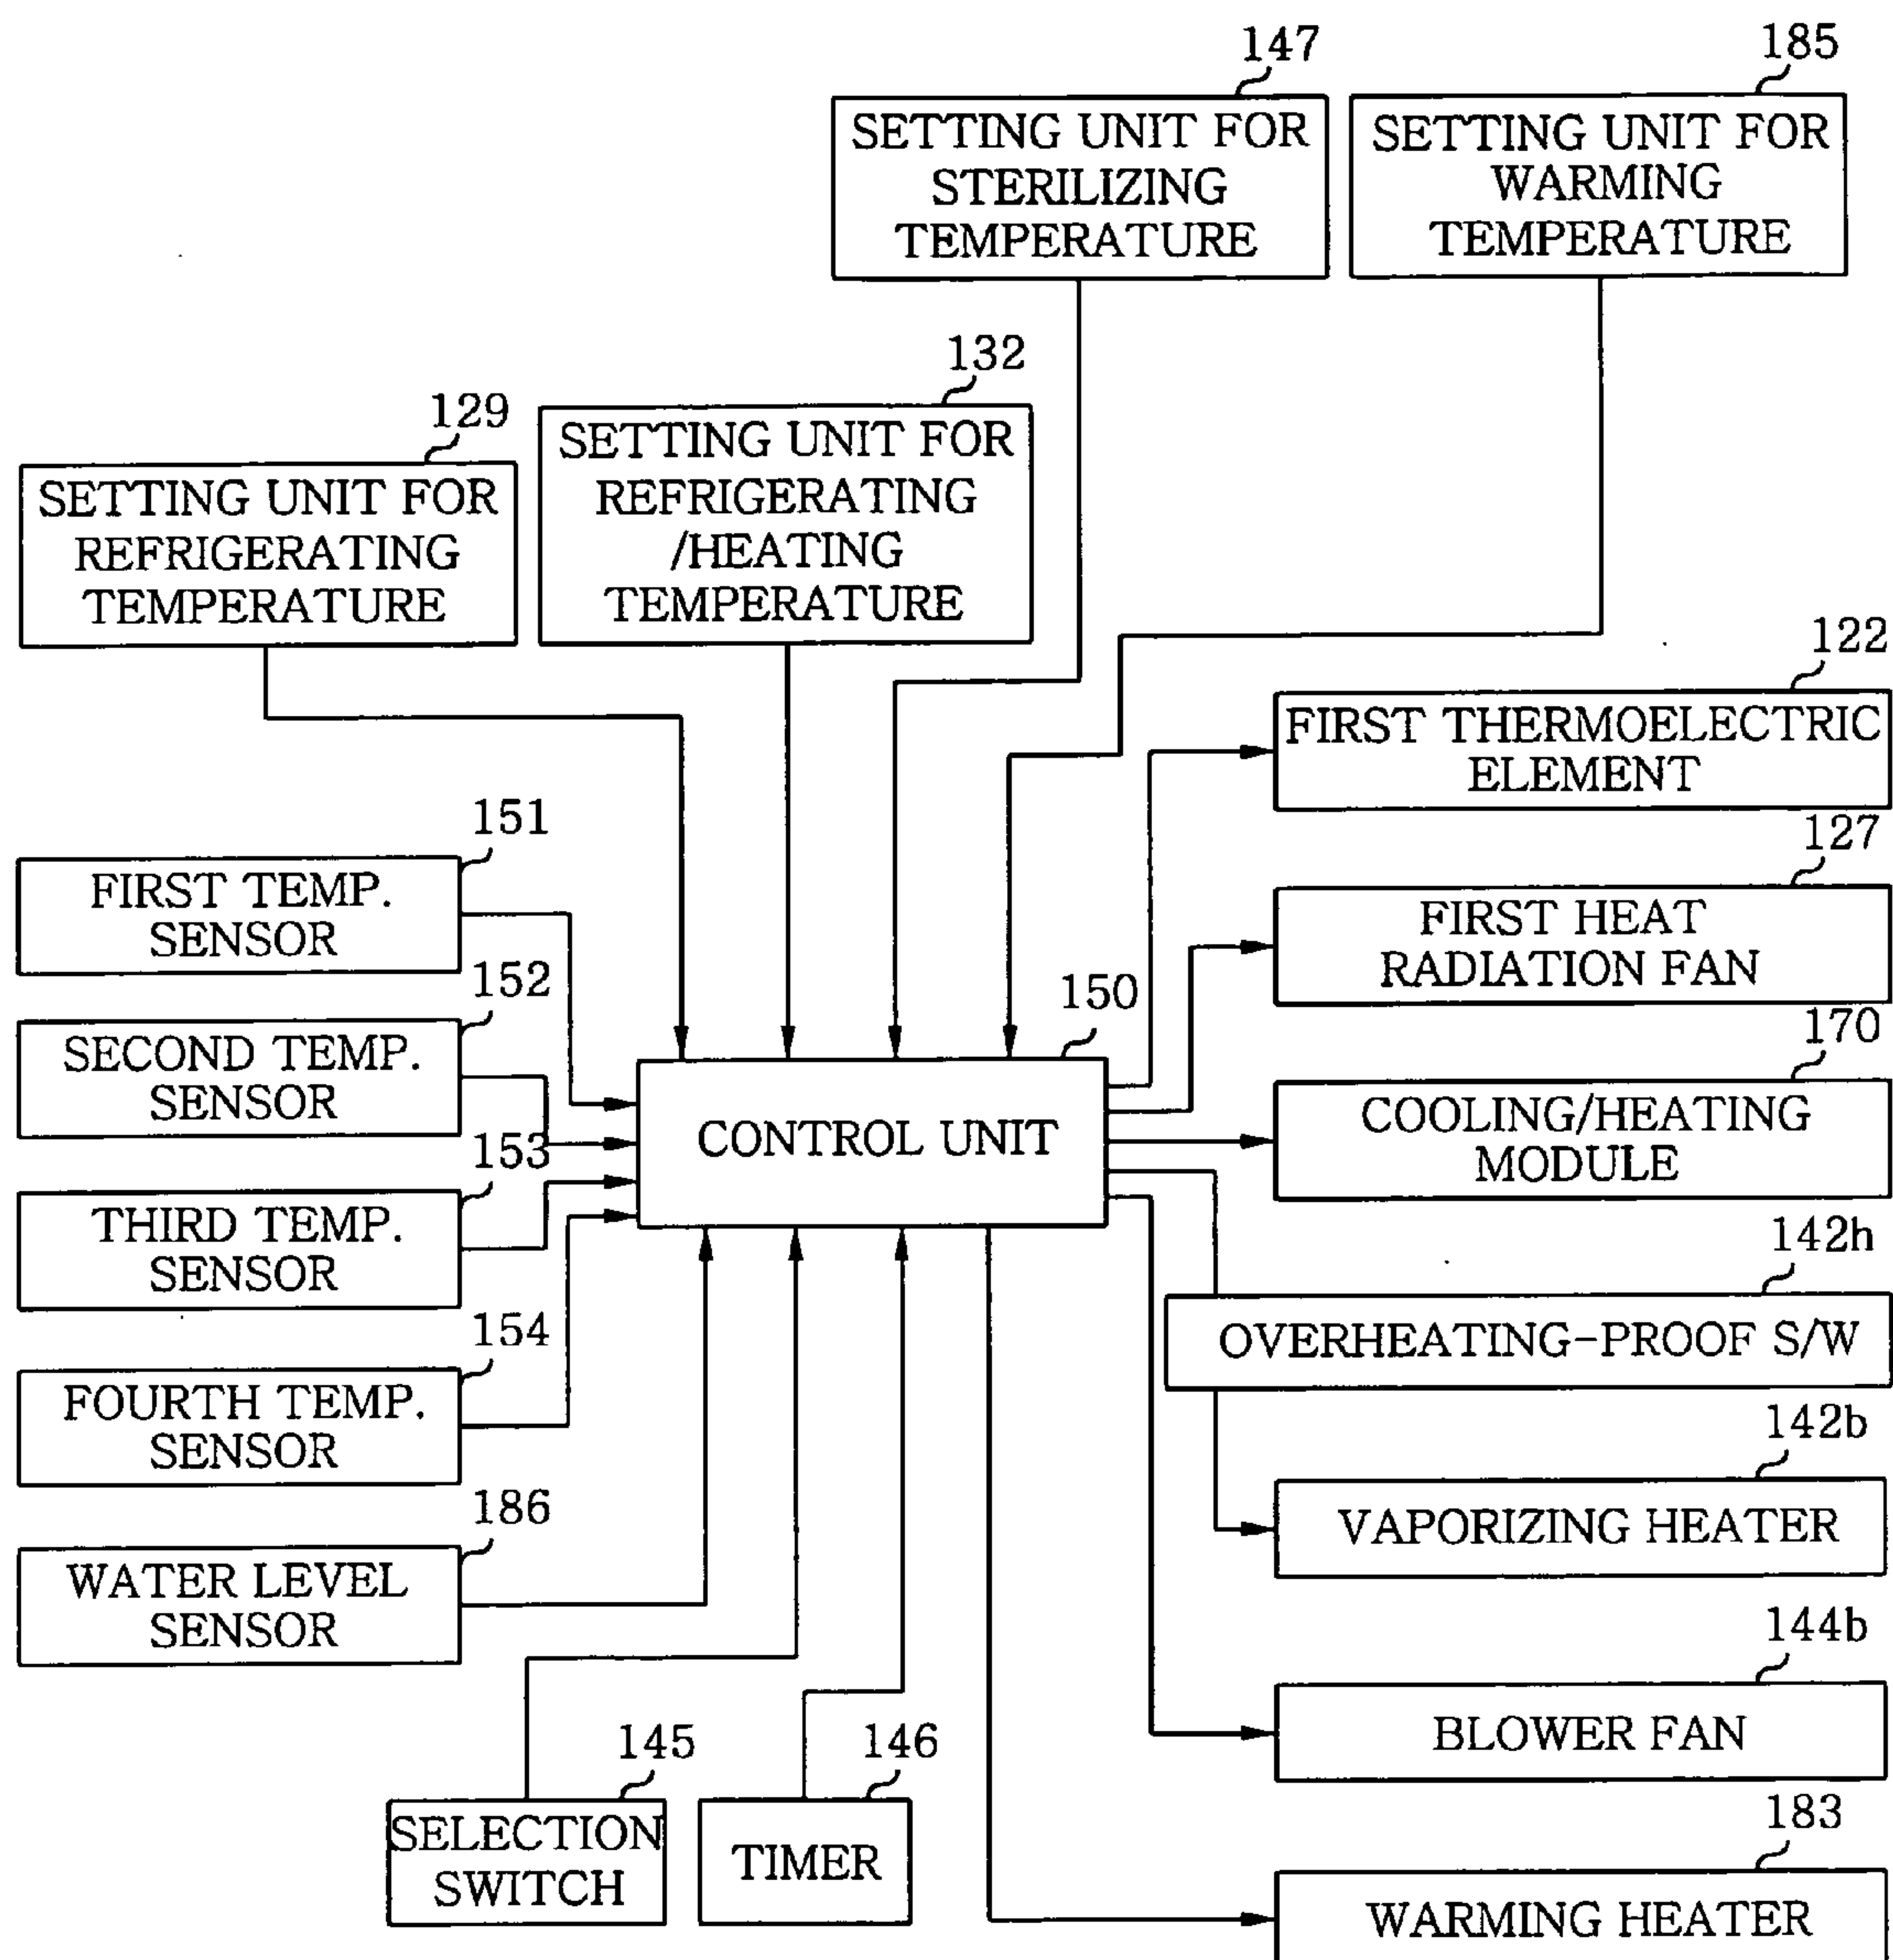 147
SETTING UNIT FOR
STERILIZING
TEMPERATURE
185
SETTING UNIT FOR
WARMING
TEMPERATURE
132
SETTING UNIT FOR
REFRIGERATING
/HEATING
TEMPERATURE
129
SETTING UNIT FOR
REFRIGERATING
TEMPERATURE
151
FIRST TEMP.
SENSOR
152
SECOND TEMP.
SENSOR
153
THIRD TEMP.
SENSOR
154
FOURTH TEMP.
SENSOR
186
WATER LEVEL
SENSOR
145
SELECTION
SWITCH
146
TIMER
150
CONTROL UNIT
122
FIRST THERMOELECTRIC
ELEMENT
127
FIRST HEAT
RADIATION FAN
170
COOLING/HEATING
MODULE
142h
OVERHEATING-PROOF S/W
142b
VAPORIZING HEATER
144b
BLOWER FAN
183
WARMING HEATER